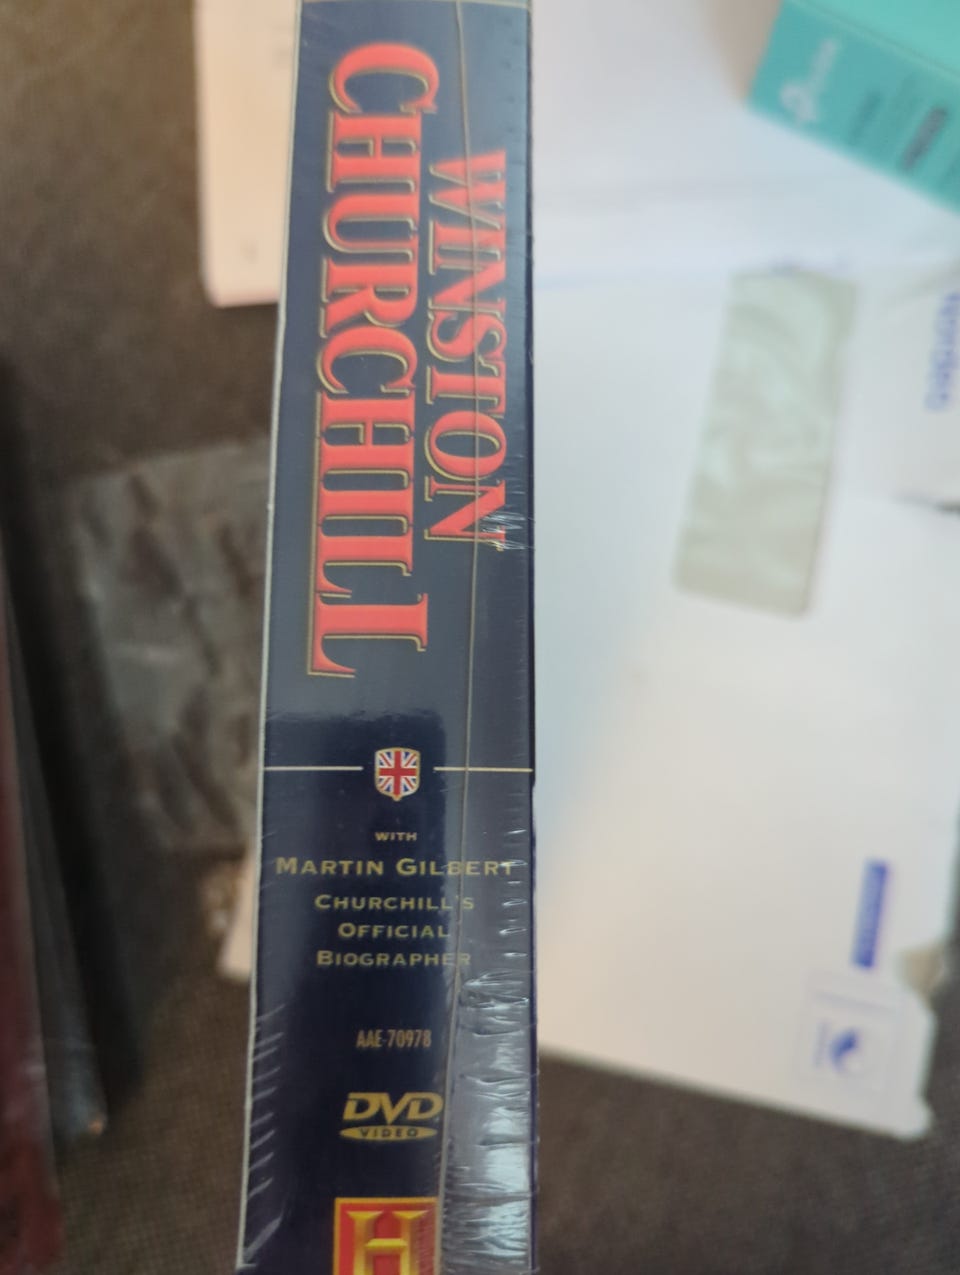 WINSTON
CHURCHILL
WITH
MARTIN GILBERT
CHURCHILL'S
OFFICIAL
BIOGRAPHER
AAE-70978
DVD
VIDEO
H